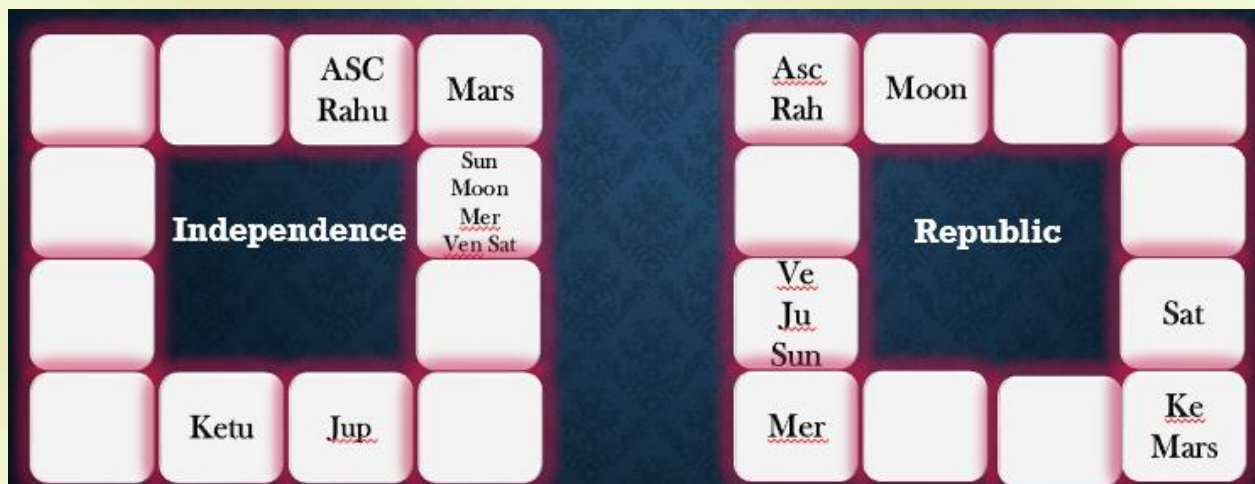 ASC
Rahu
Mars
Sun
Moon
Mer
Ven Sat
Independence
Ketu
Jup
Asc
Rah
Moon
Republic
Ve
Ju
Sun
Sat
Mer
Ke
Mars